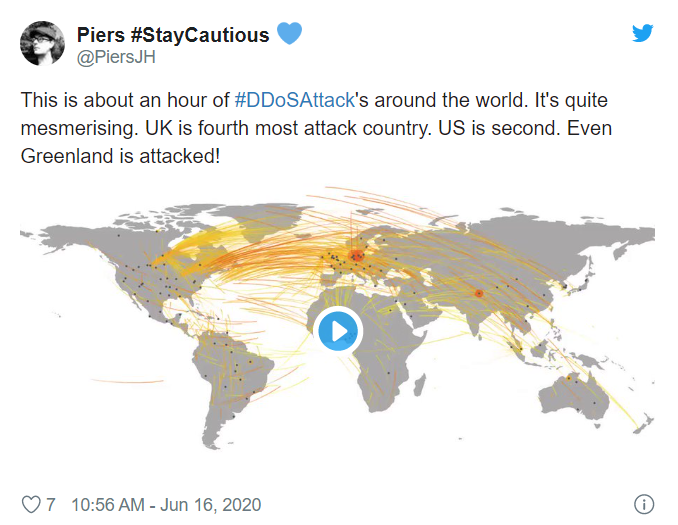 Piers #StayCautious
@PiersJH
This is about an hour of #DDoSAttack's around the world. It's quite
mesmerising. UK is fourth most attack country. US is second. Even
Greenland is attacked!
7 10:56 AM - Jun 16, 2020